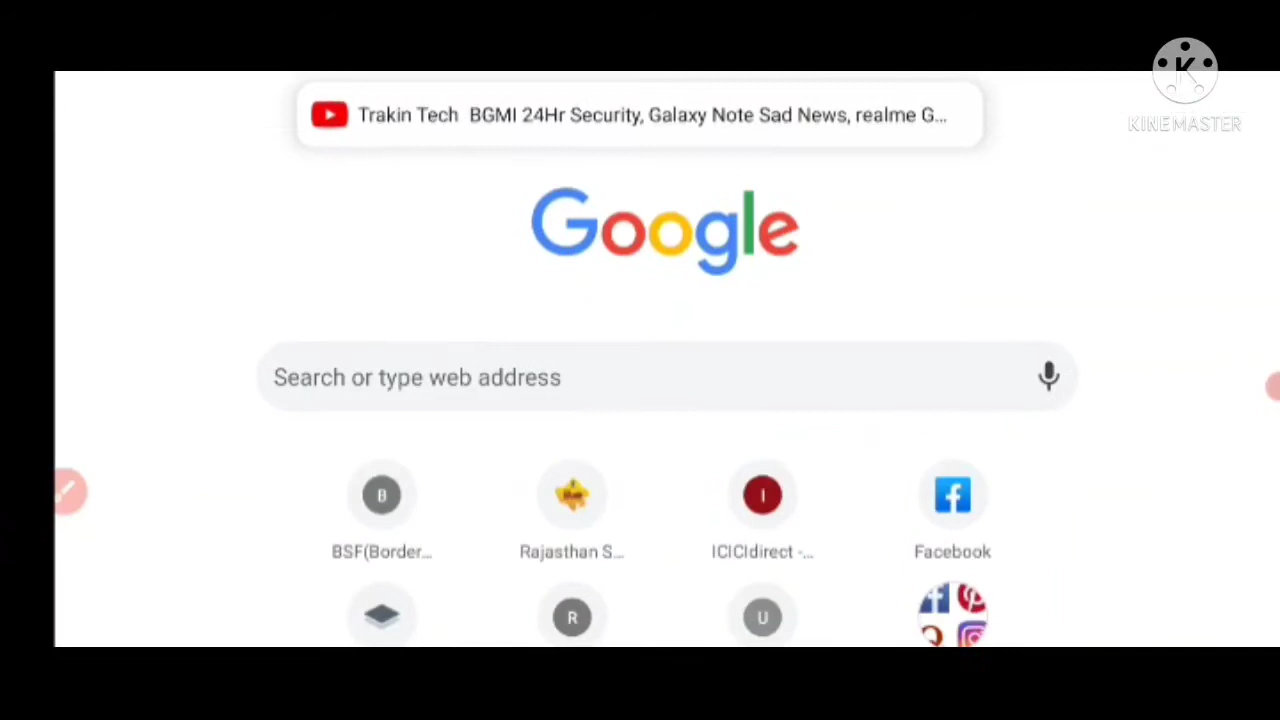 Trakin Tech BGMI 24Hr Security, Galaxy Note Sad News, realme G...
K
KINEMASTER
Google
Search or type web address
B
I
f
BSF(Border...
Rajasthan S...
ICICIdirect -...
Facebook
R
U